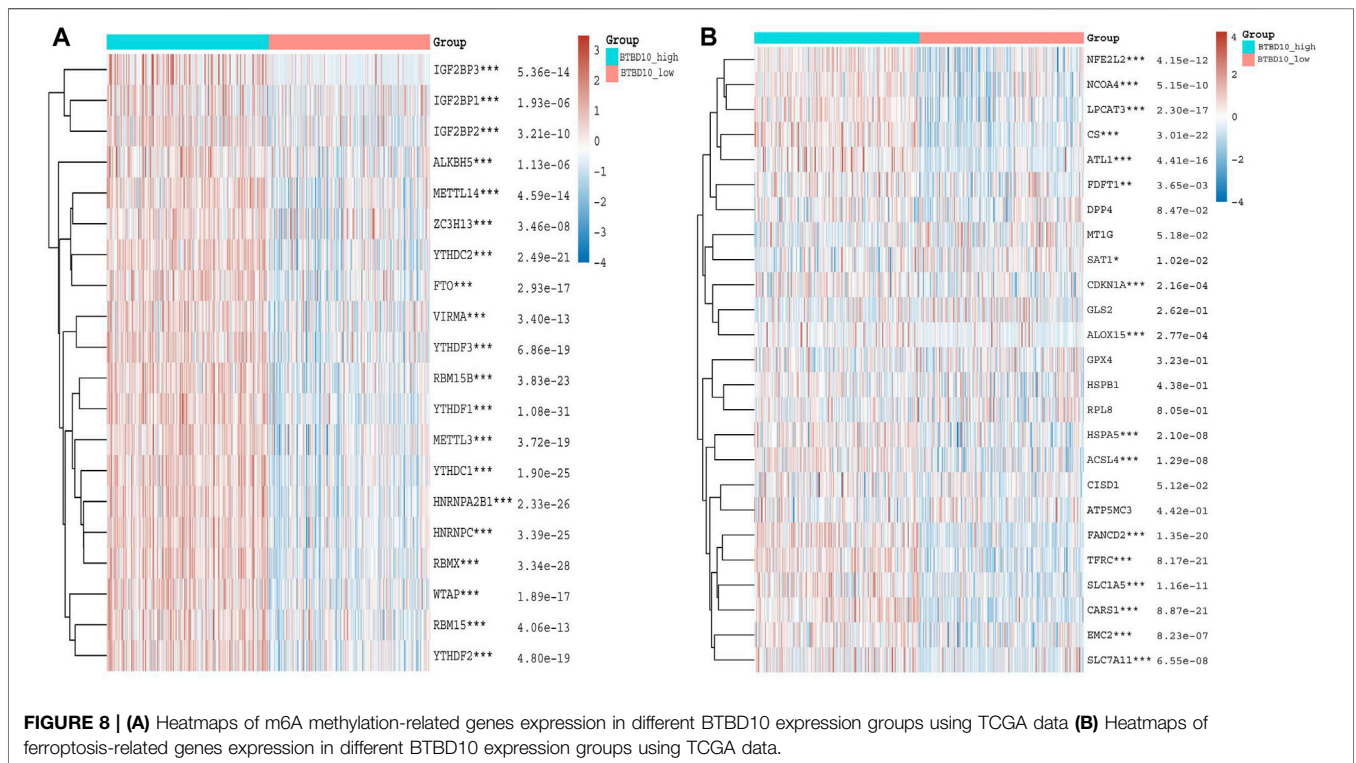 A
Group
IGF2BP3*** 5.36e-14
IGF2BP1*** 1.93e-06
IGF2BP2*** 3.21e-10
ALKBH5*** 1.13e-06
METTL14*** 4.59e-14
ZC3H13*** 3.46e-08
YTHDC2*** 2.49e-21
FTO*** 2.93e-17
VIRMA*** 3.40e-13
YTHDF3*** 6.86e-19
RBM15B*** 3.83e-23
YTHDF1*** 1.08e-31
METTL3*** 3.72e-19
YTHDC1*** 1.90e-25
HNRNPA2B1*** 2.33e-26
HNRNPC*** 3.39e-25
RBMX*** 3.34e-28
WTAP*** 1.89e-17
RBM15*** 4.06e-13
YTHDF2*** 4.80e-19
3
2
1
0
-1
-2
-3
-4
Group
BTBD10_high
BTBD10_low
B
Group
NFE2L2*** 4.15e-12
NCOA4*** 5.15e-10
LPCAT3*** 2.30e-17
CS*** 3.01e-22
ATL1*** 4.41e-16
FDFT1** 3.65e-03
DPP4 8.47e-02
MT1G 5.18e-02
SAT1* 1.02e-02
CDKN1A*** 2.16e-04
GLS2 2.62e-01
ALOX15*** 2.77e-04
GPX4 3.23e-01
HSPB1 4.38e-01
RPL8 8.05e-01
HSPA5*** 2.10e-08
ACSL4*** 1.29e-08
CISD1 5.12e-02
ATP5MC3 4.42e-01
FANCD2*** 1.35e-20
TFRC*** 8.17e-21
SLC1A5*** 1.16e-11
CARS1*** 8.87e-21
EMC2*** 8.23e-07
SLC7A11*** 6.55e-08
4
2
0
−2
−4
Group
BTBD10_high
BTBD10_low
FIGURE 8 | (A) Heatmaps of m6A methylation-related genes expression in different BTBD10 expression groups using TCGA data (B) Heatmaps of
ferroptosis-related genes expression in different BTBD10 expression groups using TCGA data.